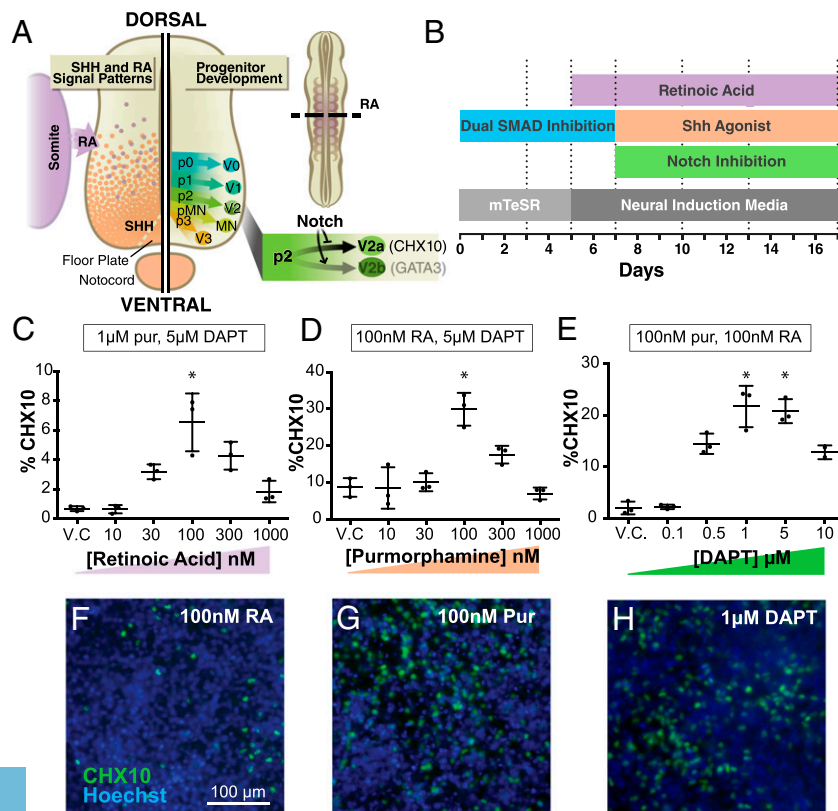 A
DORSAL
SHH and RA
Signal Patterns
Progenitor
Development
Somite
RA
RA
p0
V0
p1
V1
p2
V2
pMN
MN
p3
V3
SHH
Floor Plate
Notocord
VENTRAL
Notch
p2
V2a (CHX10)
V2b (GATA3)
B
Retinoic Acid
Dual SMAD Inhibition
Shh Agonist
Notch Inhibition
mTeSR
Neural Induction Media
0 2 4 6 8 10 12 14 16
Days
C
1µM pur, 5µM DAPT
% CHX10
10
8
6
4
2
0
*
V.C 10 30 100 300 1000
[Retinoic Acid] nM
D
100nM RA, 5µM DAPT
%CHX10
40
30
20
10
0
*
V.C 10 30 100 300 1000
[Purmorphamine] nM
E
100nM pur, 100nM RA
%CHX10
30
20
10
0
* *
V.C. 0.1 0.5 1 5 10
[DAPT] µM
F
100nM RA
CHX10
Hoechst
100 µm
G
100nM Pur
H
1µM DAPT